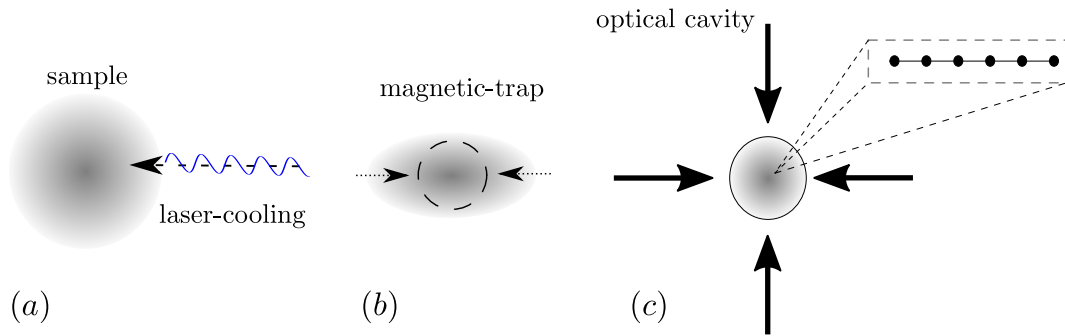 sample
laser-cooling
(a)
magnetic-trap
(b)
optical cavity
(c)